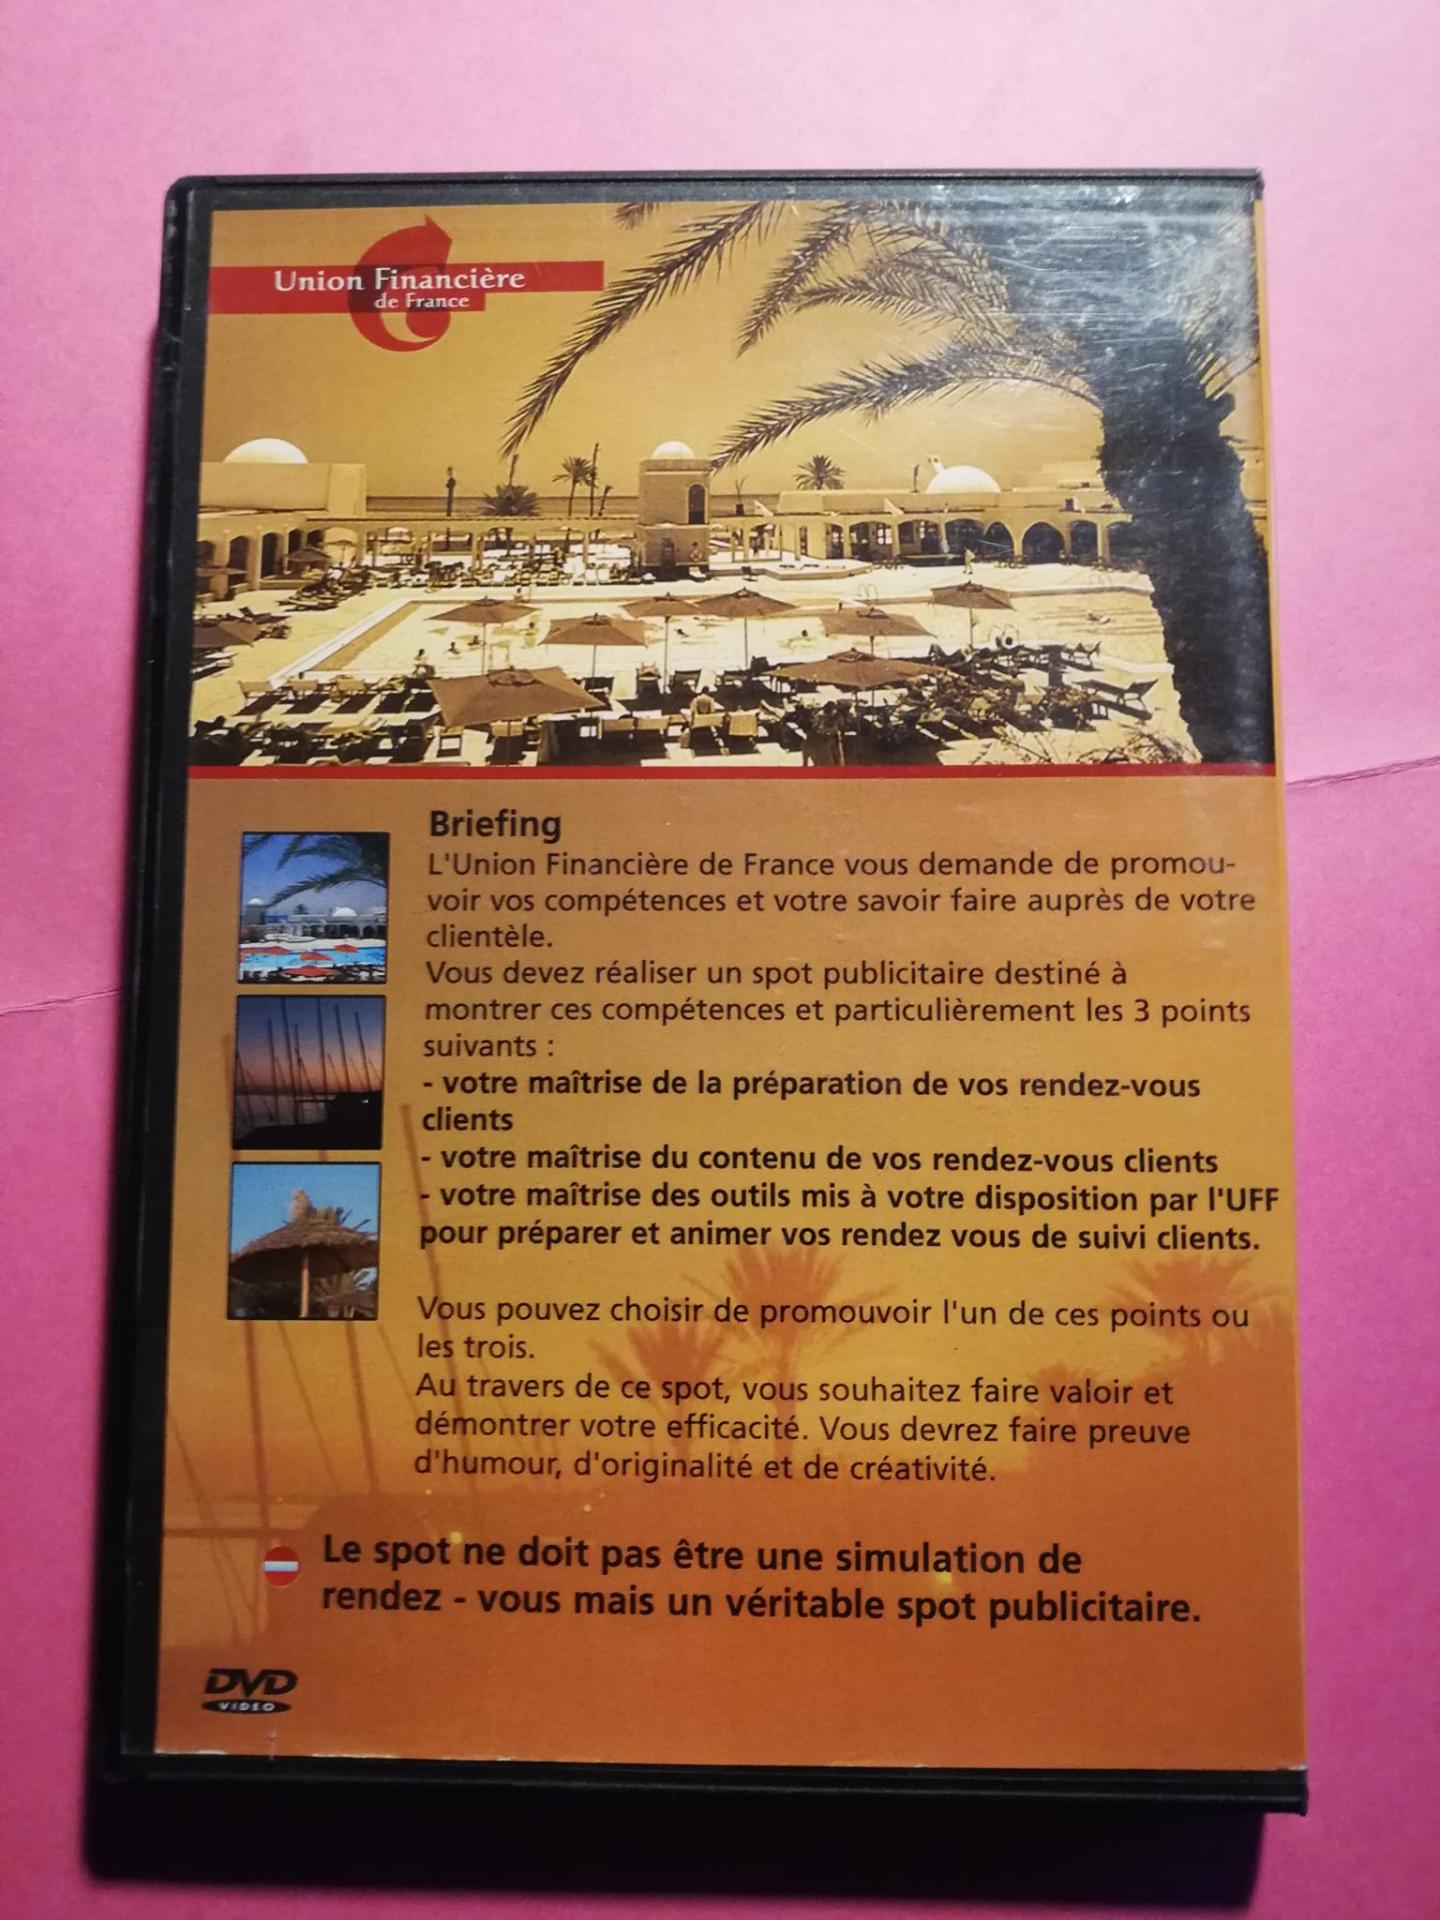 Union Financière
de France
Briefing
L'Union Financière de France vous demande de promou-
voir vos compétences et votre savoir faire auprès de votre
clientèle.
Vous devez réaliser un spot publicitaire destiné à
montrer ces compétences et particulièrement les 3 points
suivants :
- votre maîtrise de la préparation de vos rendez-vous
clients
- votre maîtrise du contenu de vos rendez-vous clients
- votre maîtrise des outils mis à votre disposition par l'UFF
pour préparer et animer vos rendez vous de suivi clients.
Vous pouvez choisir de promouvoir l'un de ces points ou
les trois.
Au travers de ce spot, vous souhaitez faire valoir et
démontrer votre efficacité. Vous devrez faire preuve
d'humour, d'originalité et de créativité.
Le spot ne doit pas être une simulation de
rendez - vous mais un véritable spot publicitaire.
DVD
VIDEO